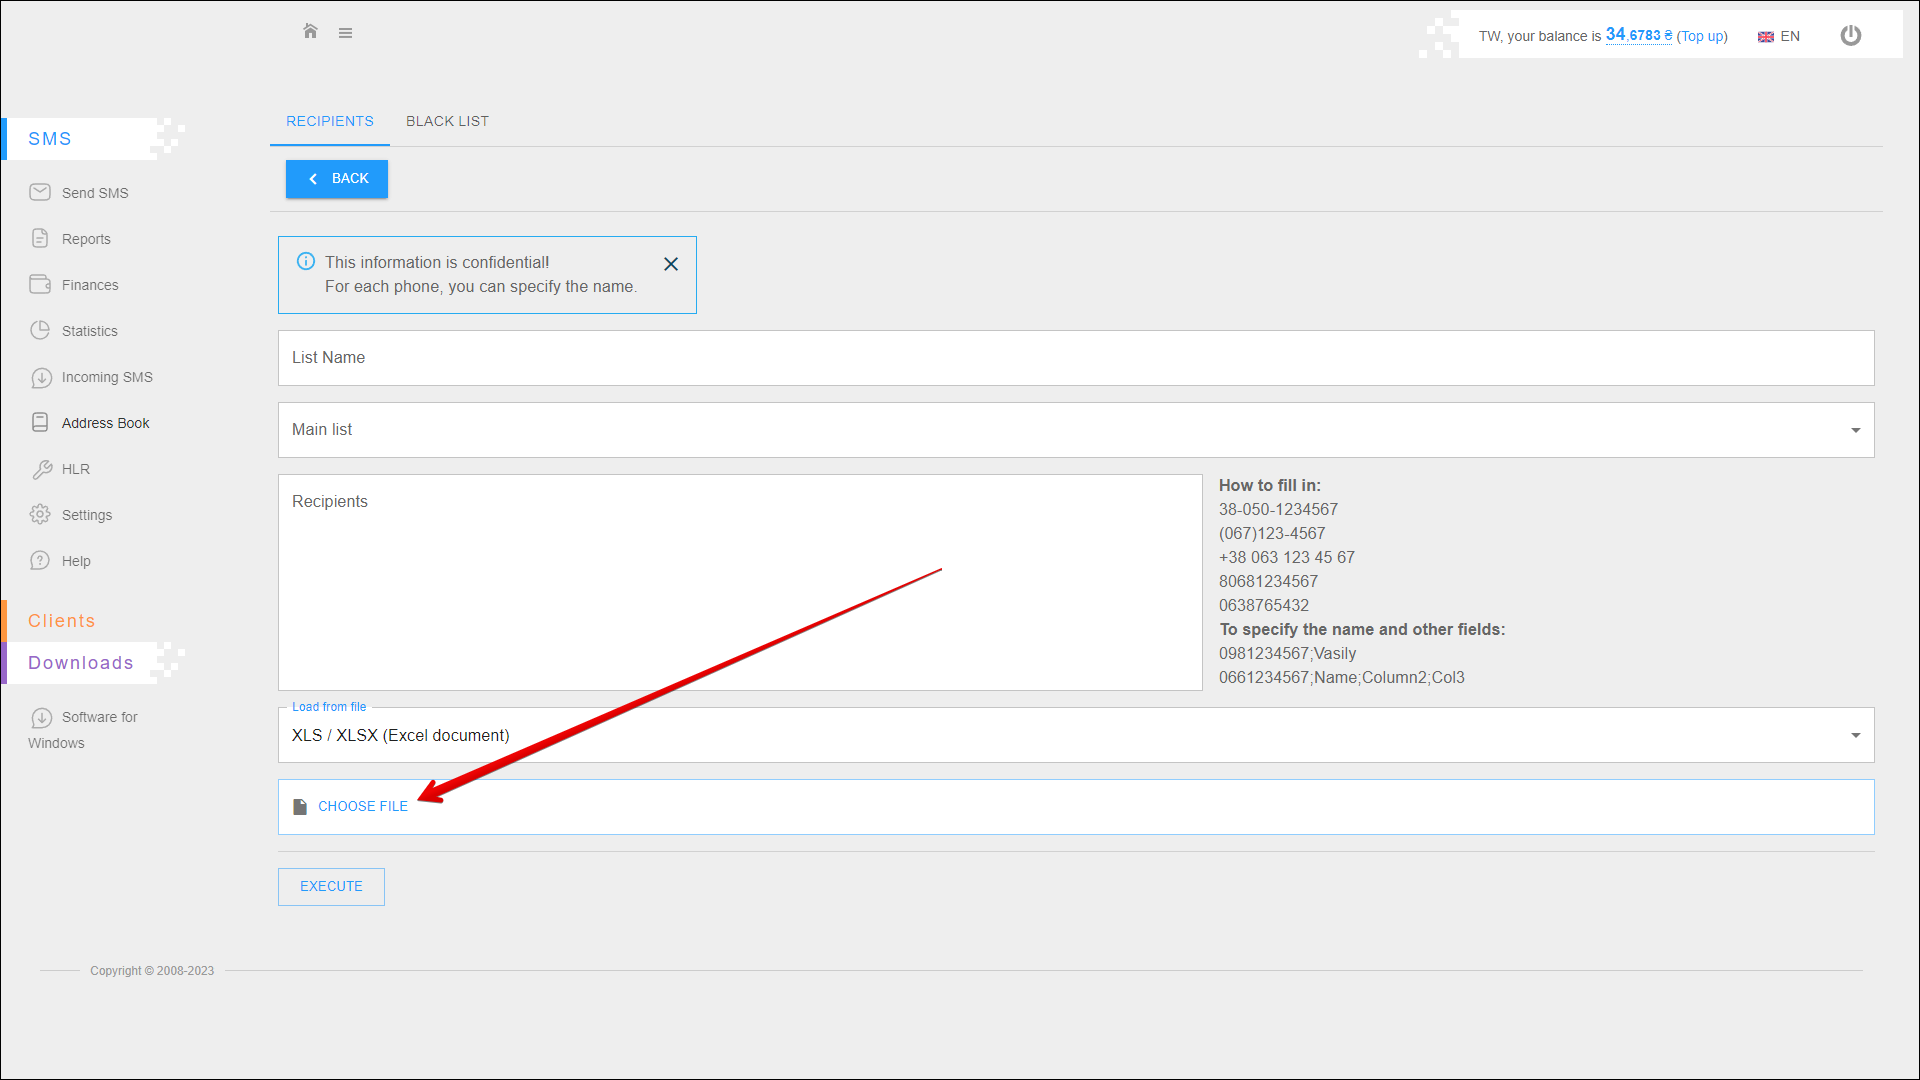 TW, your balance is 34,6783 ₴ (Top up) EN
SMS
Send SMS
Reports
Finances
Statistics
Incoming SMS
Address Book
HLR
Settings
Help
Clients
Downloads
Software for
Windows
RECIPIENTS BLACK LIST
BACK
This information is confidential!
For each phone, you can specify the name.
List Name
Main list
Recipients
How to fill in:
38-050-1234567
(067)123-4567
+38 063 123 45 67
80681234567
0638765432
To specify the name and other fields:
0981234567;Vasily
0661234567;Name;Column2;Col3
Load from file
XLS / XLSX (Excel document)
CHOOSE FILE
EXECUTE
Copyright © 2008-2023